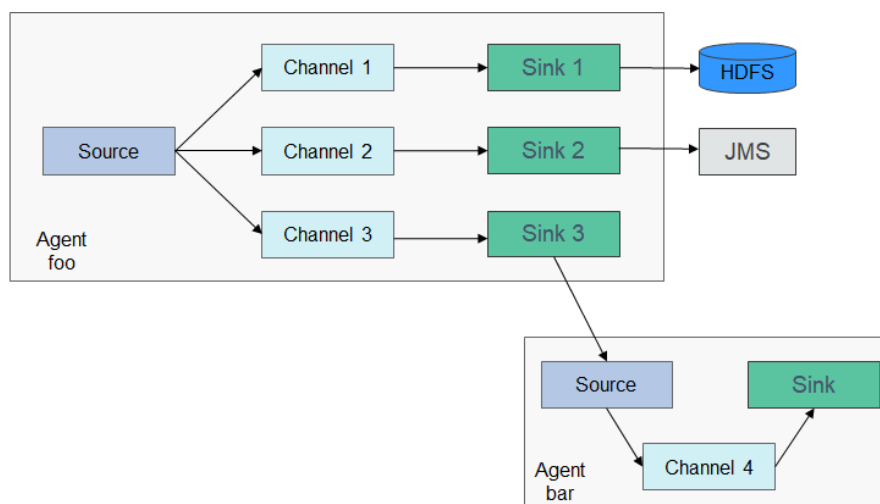 Channel 1
Sink 1
HDFS
Source
Channel 2
Sink 2
JMS
Channel 3
Sink 3
Agent
foo
Source
Sink
Channel 4
Agent
bar